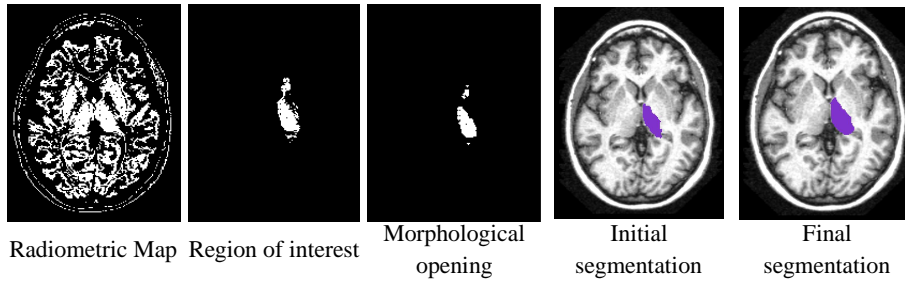 Radiometric Map
Region of interest
Morphological
opening
Initial
segmentation
Final
segmentation